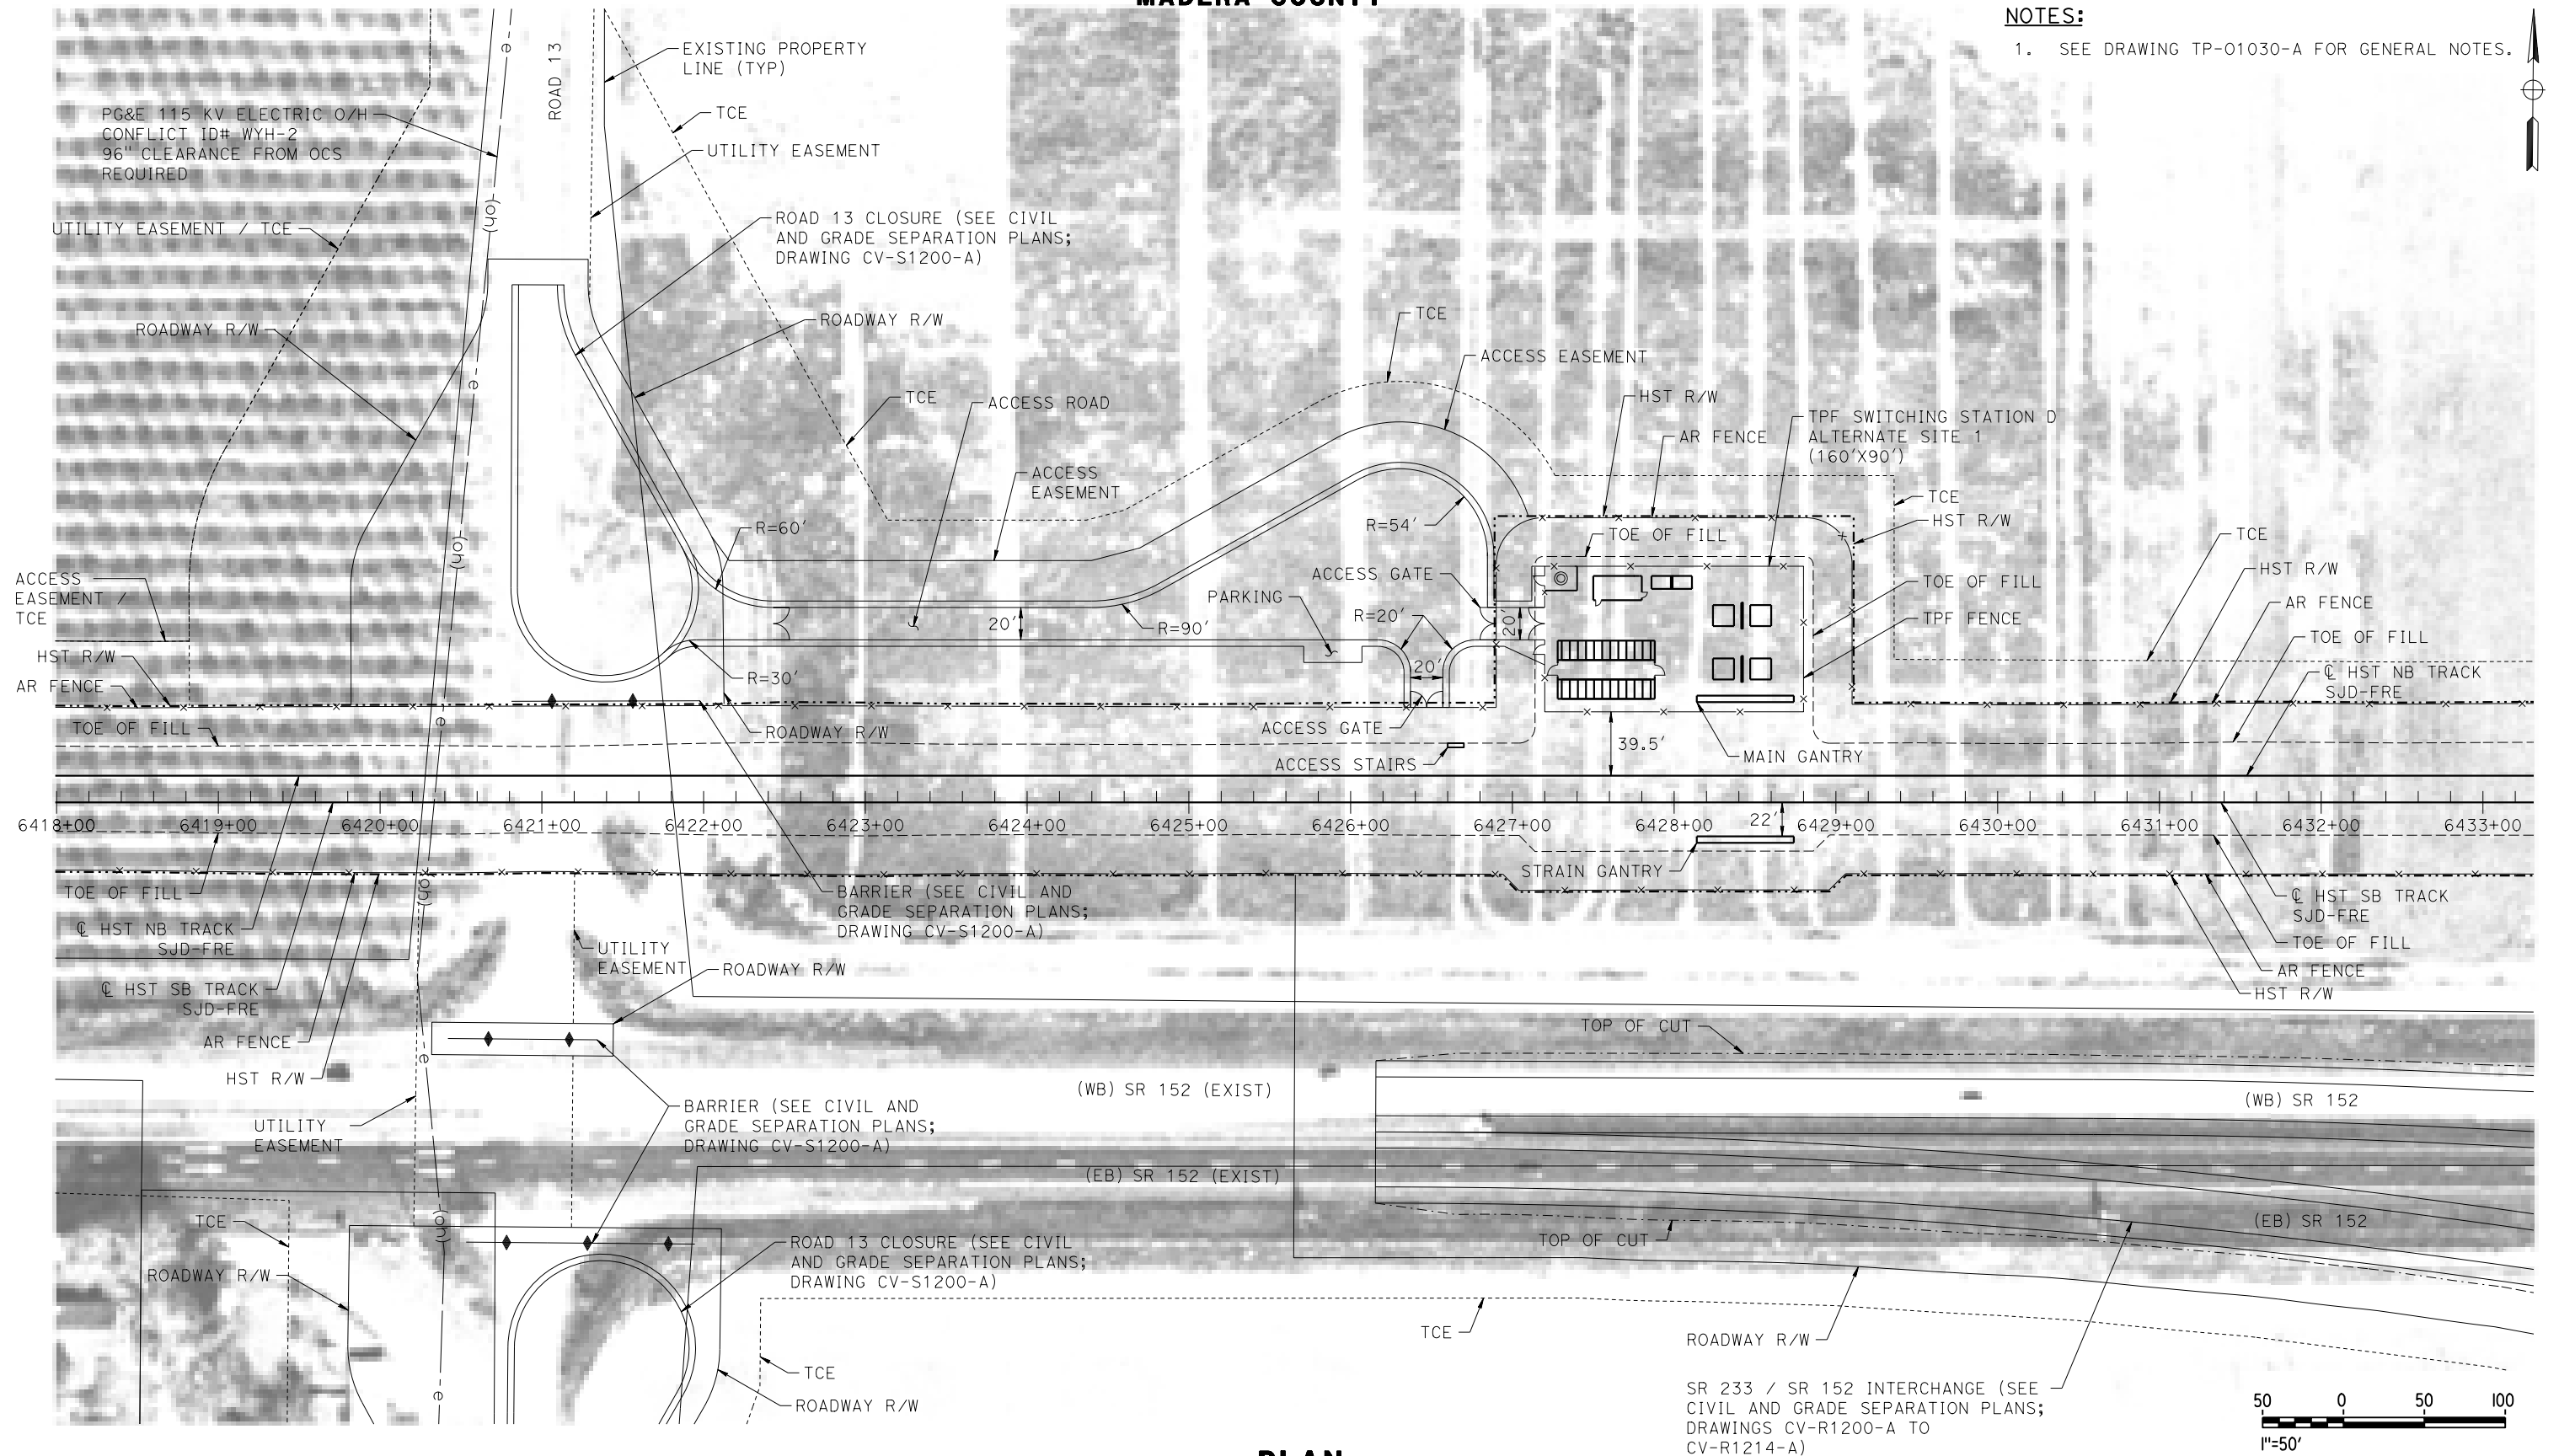 MADERA COUNTY
NOTES:
1. SEE DRAWING TP-O1030-A FOR GENERAL NOTES.
ROAD 13
EXISTING PROPERTY
LINE (TYP)
TCE
UTILITY EASEMENT
PG&E 115 KV ELECTRIC O/H
CONFLICT ID# WYH-2
96" CLEARANCE FROM OCS
REQUIRED
UTILITY EASEMENT / TCE
ROAD 13 CLOSURE (SEE CIVIL
AND GRADE SEPARATION PLANS;
DRAWING CV-S1200-A)
ROADWAY R/W
ROADWAY R/W
TCE
ACCESS ROAD
ACCESS
EASEMENT
TCE
ACCESS EASEMENT
HST R/W
AR FENCE
TPF SWITCHING STATION D
ALTERNATE SITE 1
(160'X90')
TCE
HST R/W
TOE OF FILL
TOE OF FILL
TPF FENCE
R=60'
R=54'
ACCESS GATE
PARKING
R=20'
R=90'
20'
20'
20'
R=30'
ROADWAY R/W
ACCESS GATE
ACCESS STAIRS
39.5'
MAIN GANTRY
TCE
HST R/W
AR FENCE
TOE OF FILL
℄ HST NB TRACK
SJD-FRE
ACCESS
EASEMENT /
TCE
HST R/W
AR FENCE
TOE OF FILL
e
(oh)
e
(oh)
e
(oh)
e
(oh)
e
6418+00 6419+00 6420+00 6421+00 6422+00 6423+00 6424+00 6425+00 6426+00 6427+00 6428+00 6429+00 6430+00 6431+00 6432+00 6433+00
22'
STRAIN GANTRY
TOE OF FILL
℄ HST NB TRACK
SJD-FRE
℄ HST SB TRACK
SJD-FRE
AR FENCE
HST R/W
BARRIER (SEE CIVIL AND
GRADE SEPARATION PLANS;
DRAWING CV-S1200-A)
UTILITY
EASEMENT
ROADWAY R/W
℄ HST SB TRACK
SJD-FRE
TOE OF FILL
AR FENCE
HST R/W
TOP OF CUT
(WB) SR 152 (EXIST)
(WB) SR 152
UTILITY
EASEMENT
BARRIER (SEE CIVIL AND
GRADE SEPARATION PLANS;
DRAWING CV-S1200-A)
(EB) SR 152 (EXIST)
(EB) SR 152
TCE
ROADWAY R/W
ROAD 13 CLOSURE (SEE CIVIL
AND GRADE SEPARATION PLANS;
DRAWING CV-S1200-A)
TOP OF CUT
TCE
ROADWAY R/W
TCE
ROADWAY R/W
SR 233 / SR 152 INTERCHANGE (SEE
CIVIL AND GRADE SEPARATION PLANS;
DRAWINGS CV-R1200-A TO
CV-R1214-A)
50 0 50 100
1"=50'
PLAN